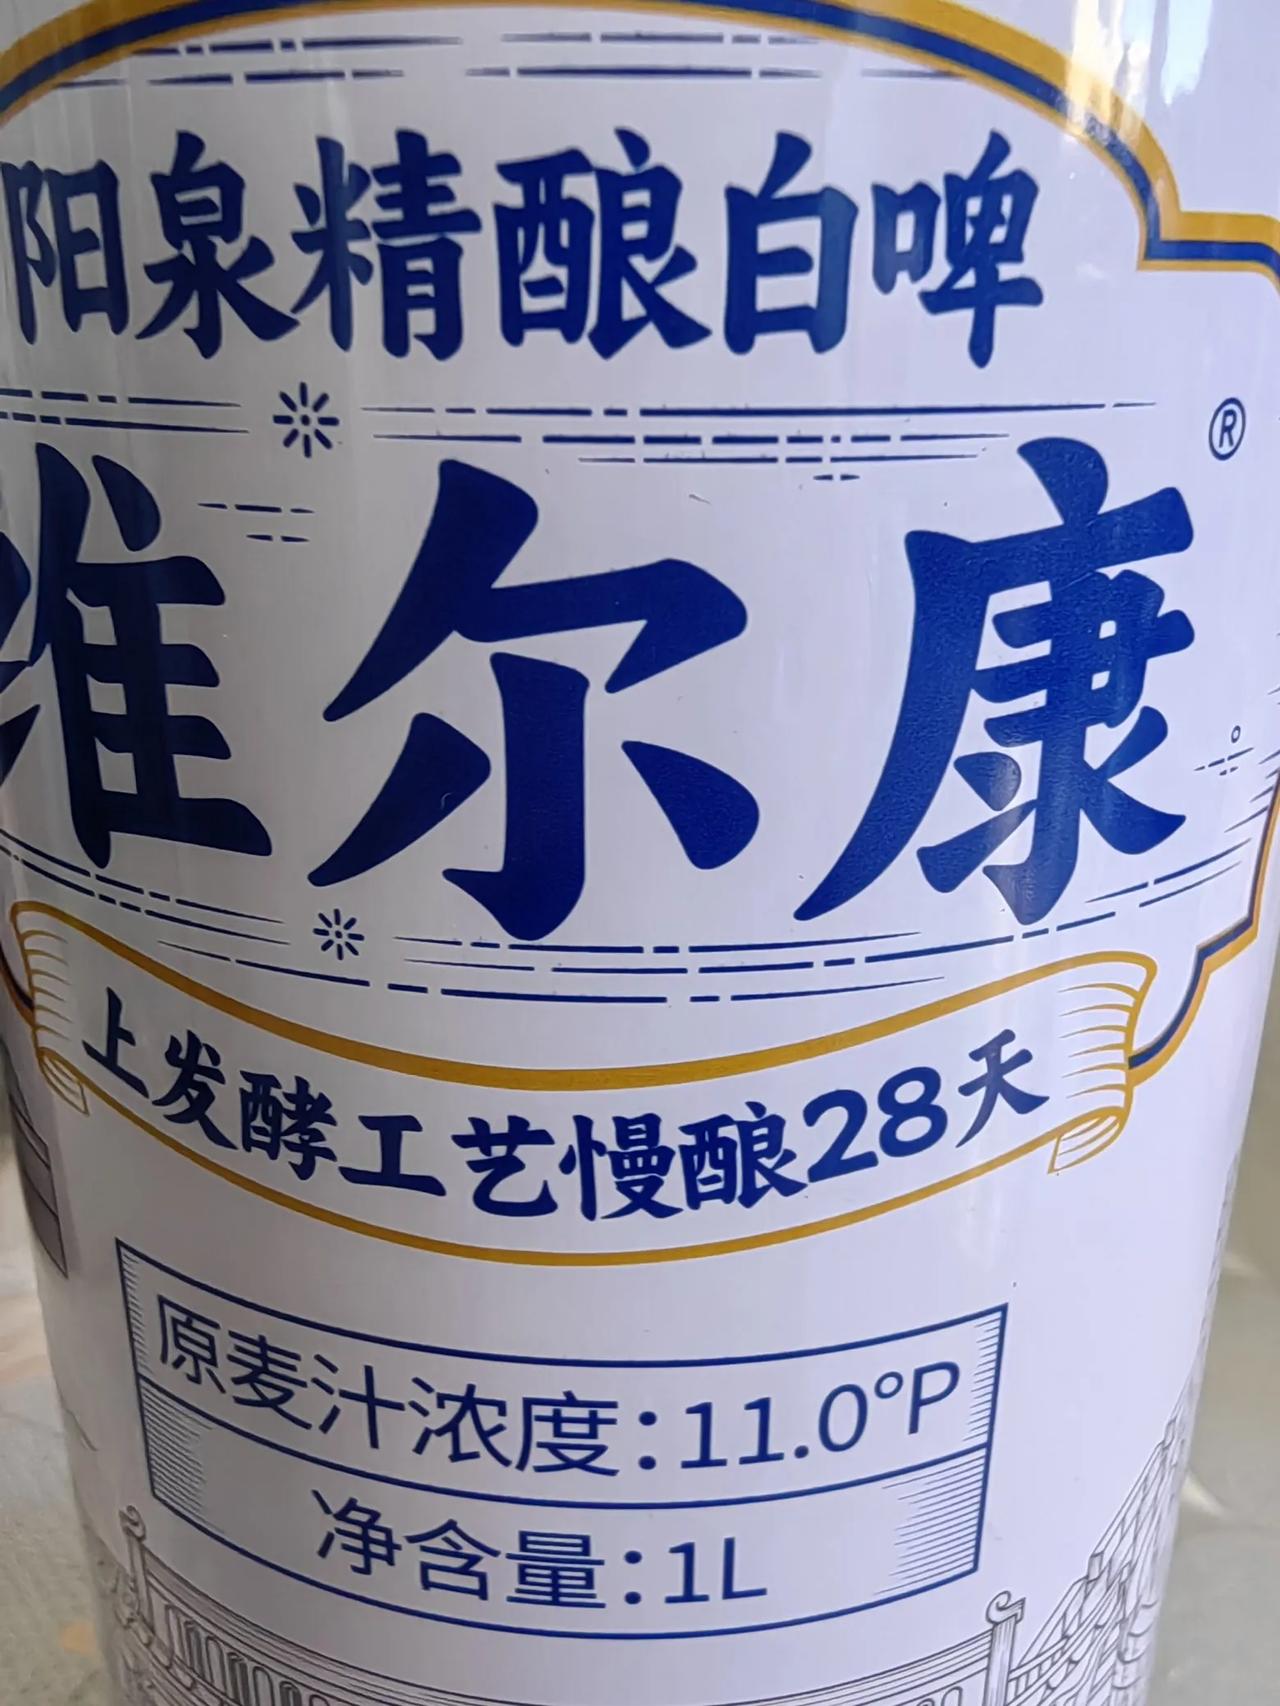 阳泉精酿白啤
®
维尔康
上发酵工艺慢酿28天
原麦汁浓度:11.0°P
净含量:1L